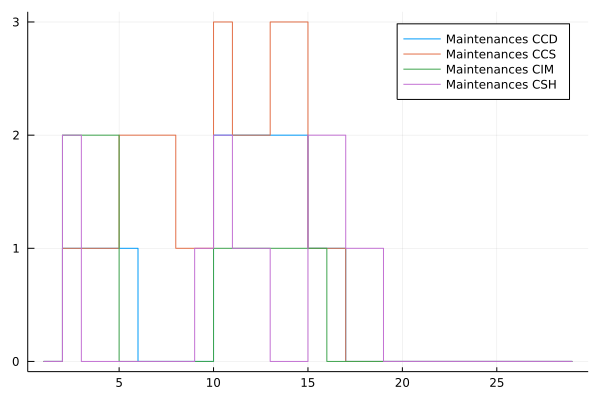 3
Maintenances CCD
Maintenances CCS
Maintenances CIM
Maintenances CSH
2
1
0
5 10 15 20 25